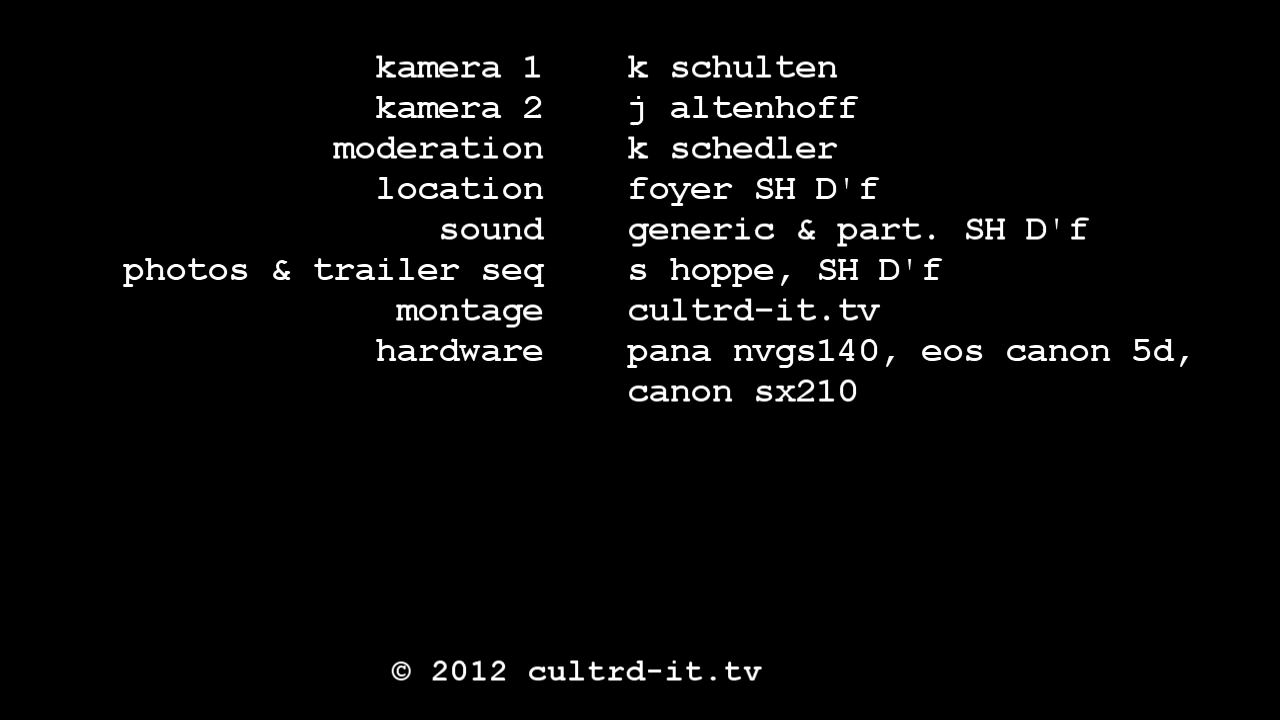 kamera 1 k schulten
kamera 2 j altenhoff
moderation k schedler
location foyer SH D'f
sound generic & part. SH D'f
photos & trailer seq s hoppe, SH D'f
montage cultrd-it.tv
hardware pana nvgs140, eos canon 5d,
canon sx210
© 2012 cultrd-it.tv